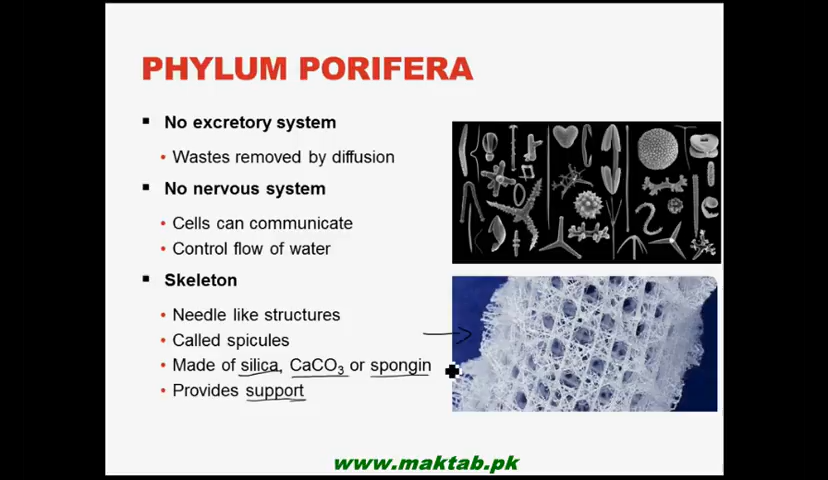 PHYLUM PORIFERA
▪ No excretory system
• Wastes removed by diffusion
▪ No nervous system
• Cells can communicate
• Control flow of water
▪ Skeleton
• Needle like structures
• Called spicules
• Made of silica, CaCO₃ or spongin
• Provides support
www.maktab.pk